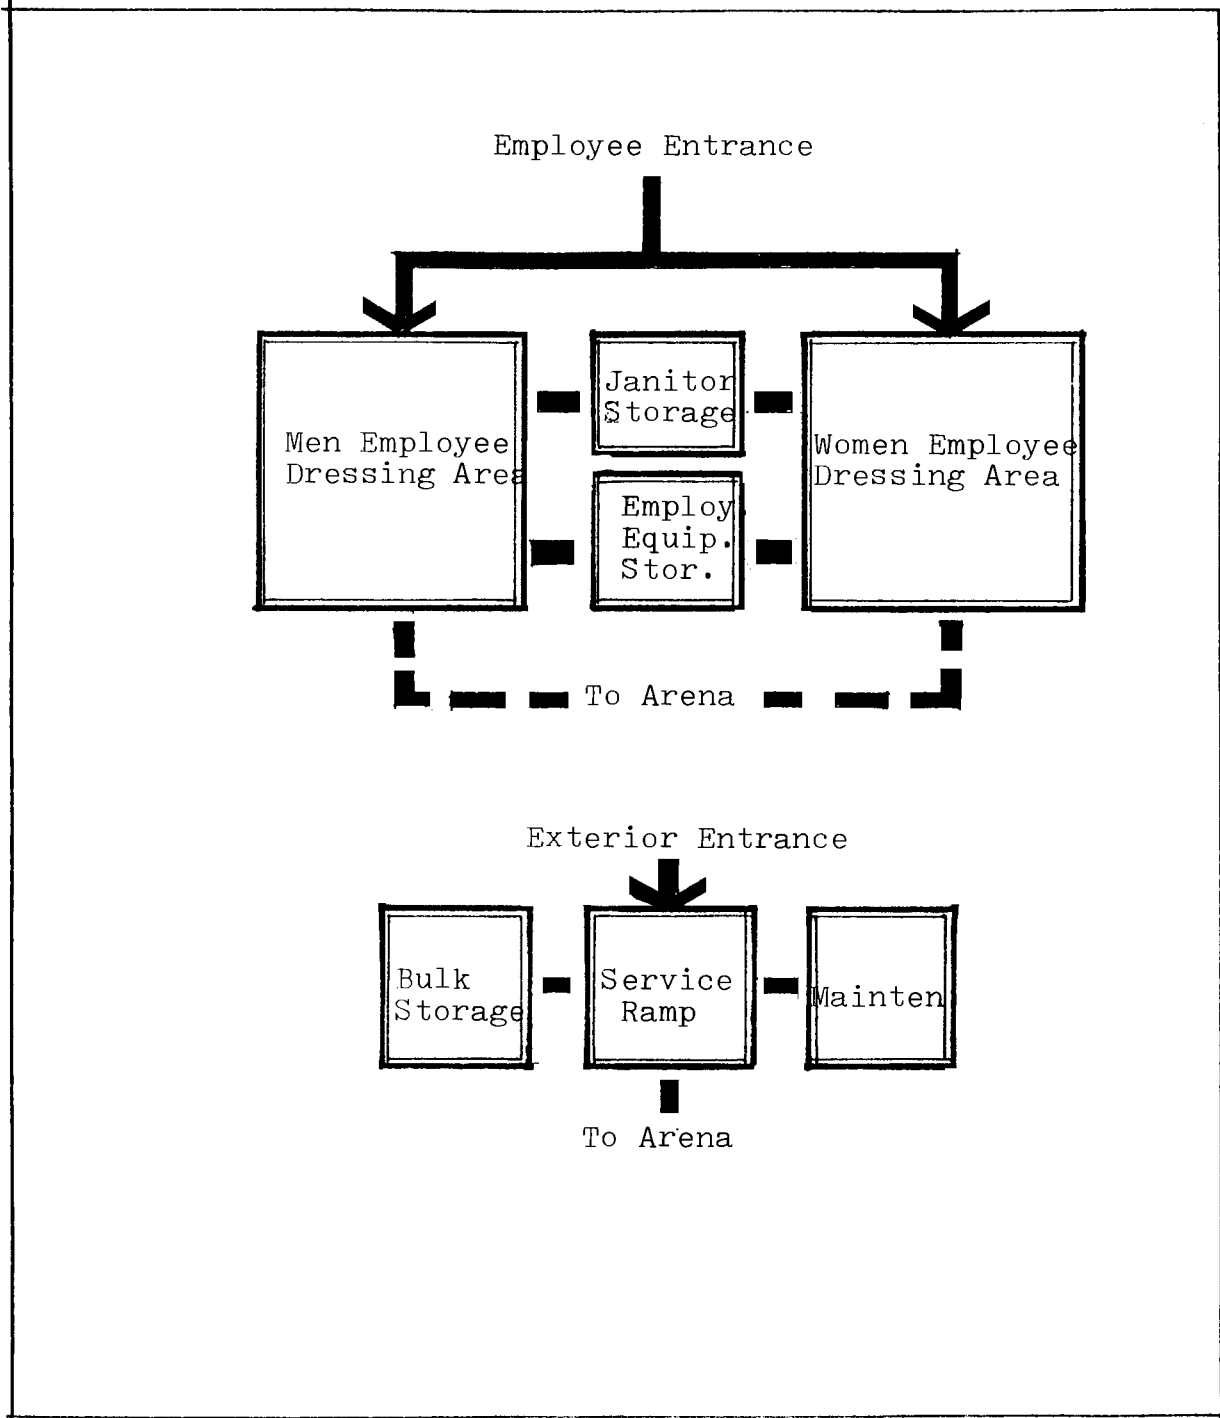 Employee Entrance
Janitor
Storage
Men Employee
Dressing Area
Women Employee
Dressing Area
Employ
Equip.
Stor.
To Arena
Exterior Entrance
Bulk
Storage
Service
Ramp
Mainten
To Arena